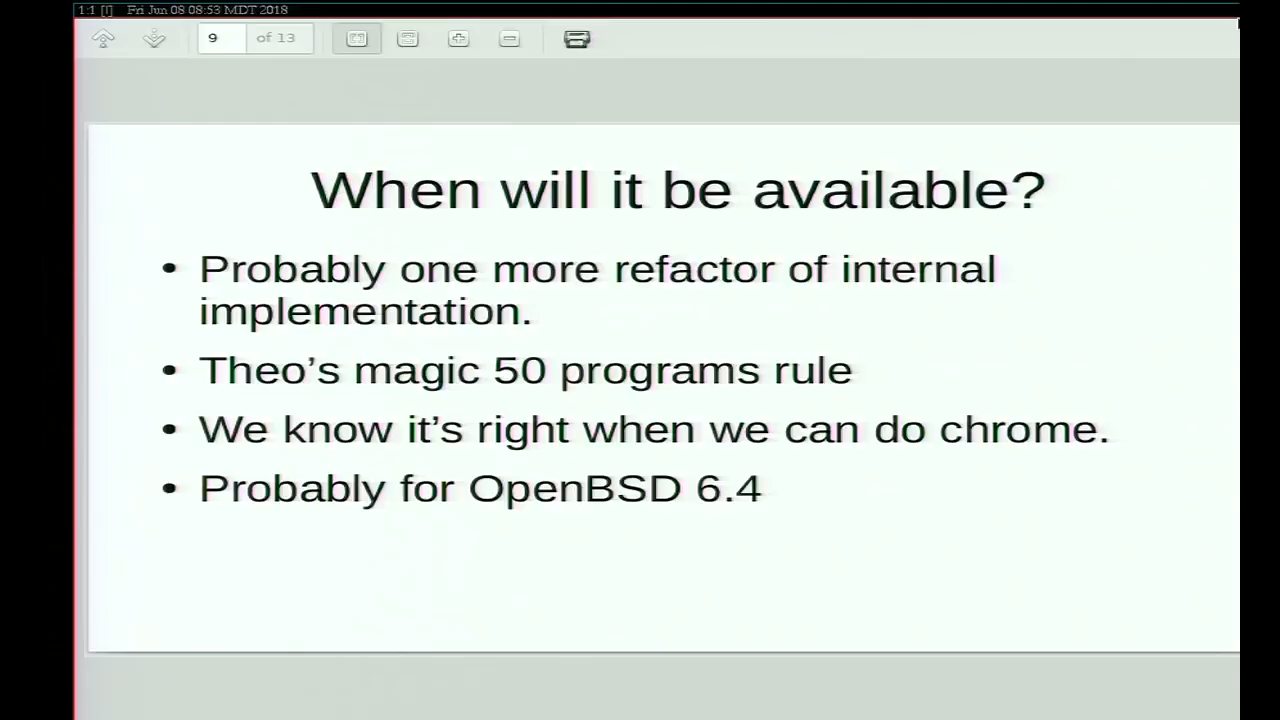 1:1 [I] Fri Jun 08 08:53 MDT 2018
9 of 13
When will it be available?
• Probably one more refactor of internal
implementation.
• Theo’s magic 50 programs rule
• We know it’s right when we can do chrome.
• Probably for OpenBSD 6.4